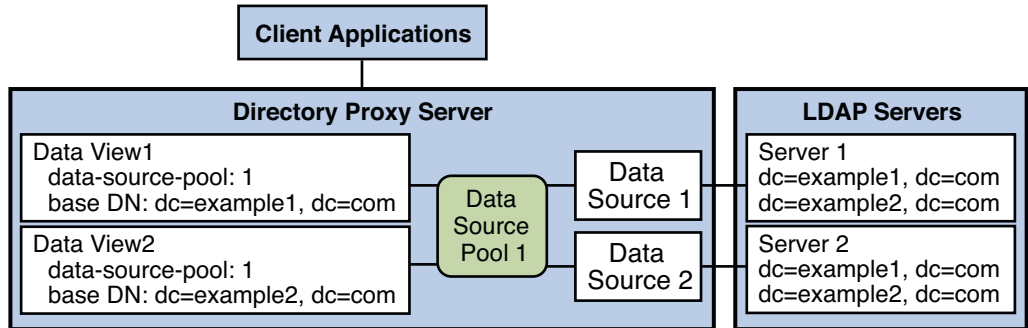 Client Applications
Directory Proxy Server
Data View1
data-source-pool: 1
base DN: dc=example1, dc=com
Data View2
data-source-pool: 1
base DN: dc=example2, dc=com
Data
Source
Pool 1
Data
Source 1
Data
Source 2
LDAP Servers
Server 1
dc=example1, dc=com
dc=example2, dc=com
Server 2
dc=example1, dc=com
dc=example2, dc=com